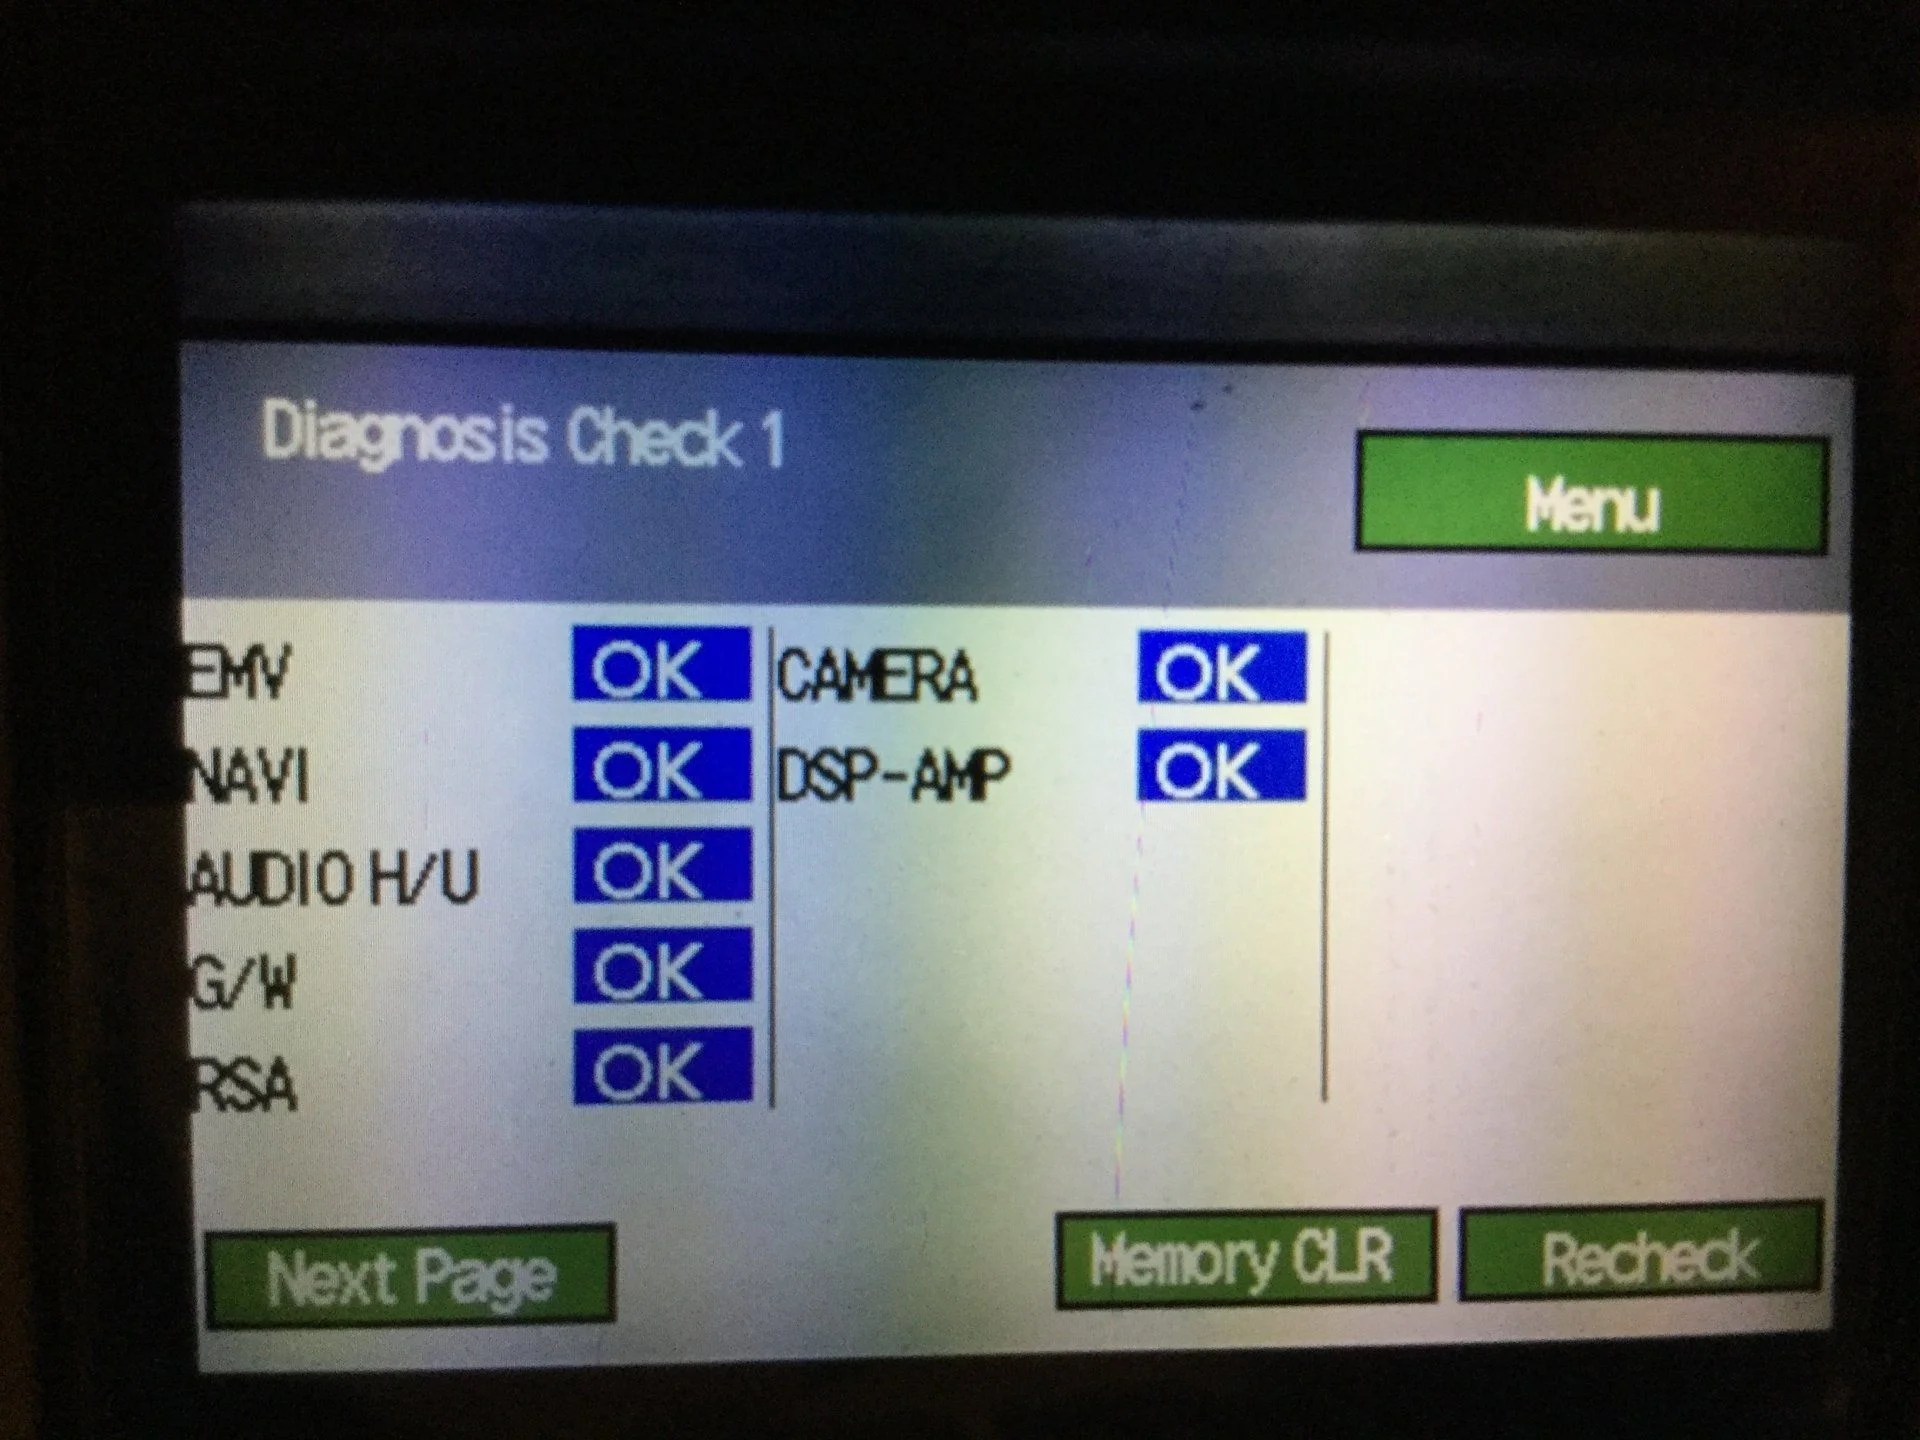 Diagnosis Check 1
Menu
EMV OK CAMERA OK
NAVI OK DSP-AMP OK
AUDIO H/U OK
G/W OK
RSA OK
Next Page Memory CLR Recheck